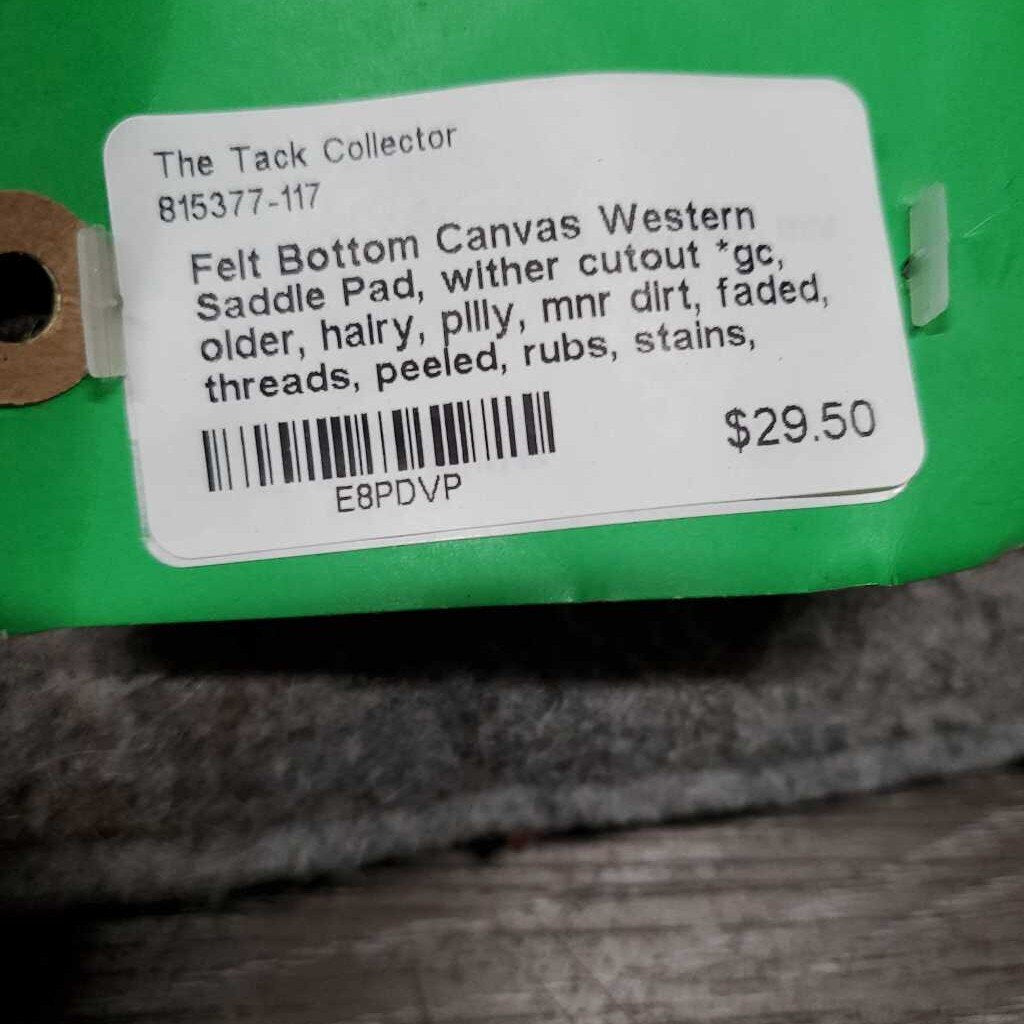 The Tack Collector
815377-117
Felt Bottom Canvas Western
Saddle Pad, wither cutout *gc,
older, hairy, pilly, mnr dirt, faded,
threads, peeled, rubs, stains,
$29.50
E8PDVP